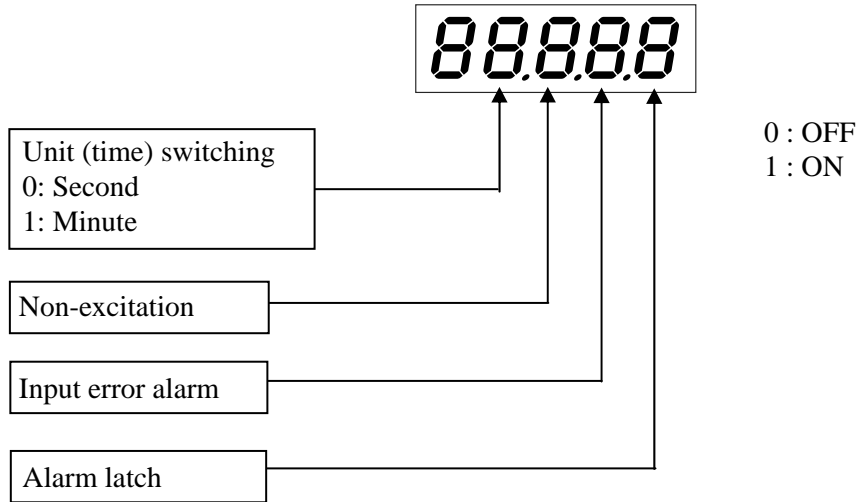 88.8.8.8
Unit (time) switching
0: Second
1: Minute
0 : OFF
1 : ON
Non-excitation
Input error alarm
Alarm latch